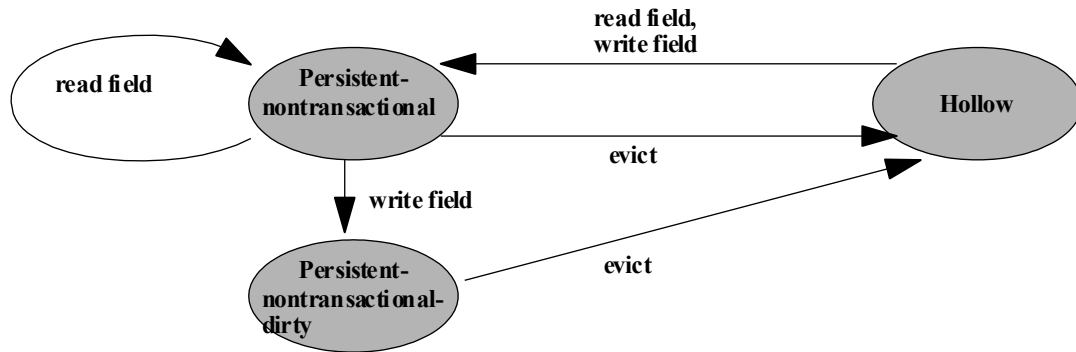 read field,
write field
read field
Persistent-
nontransactional
Hollow
evict
write field
Persistent-
nontransactional-
dirty
evict